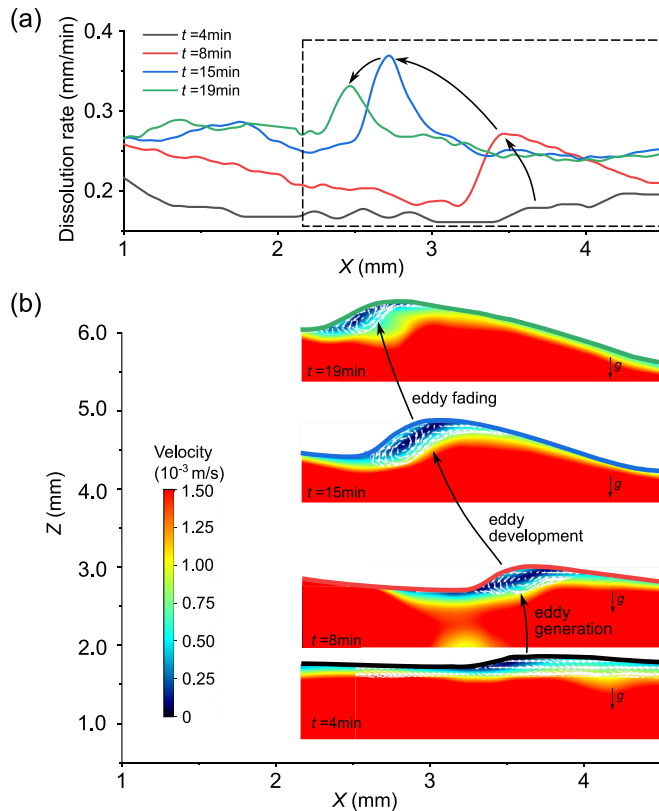 (a)
Dissolution rate (mm/min)
0.4
0.3
0.2
t =4min
t =8min
t =15min
t =19min
1
2
3
4
X (mm)
(b)
Z (mm)
6.0
5.0
4.0
3.0
2.0
1.0
Velocity
(10⁻³ m/s)
1.50
1.25
1.00
0.75
0.50
0.25
0
t =19min
g
eddy fading
t =15min
g
eddy
development
t =8min
g
eddy
generation
t =4min
g
1
2
3
4
X (mm)